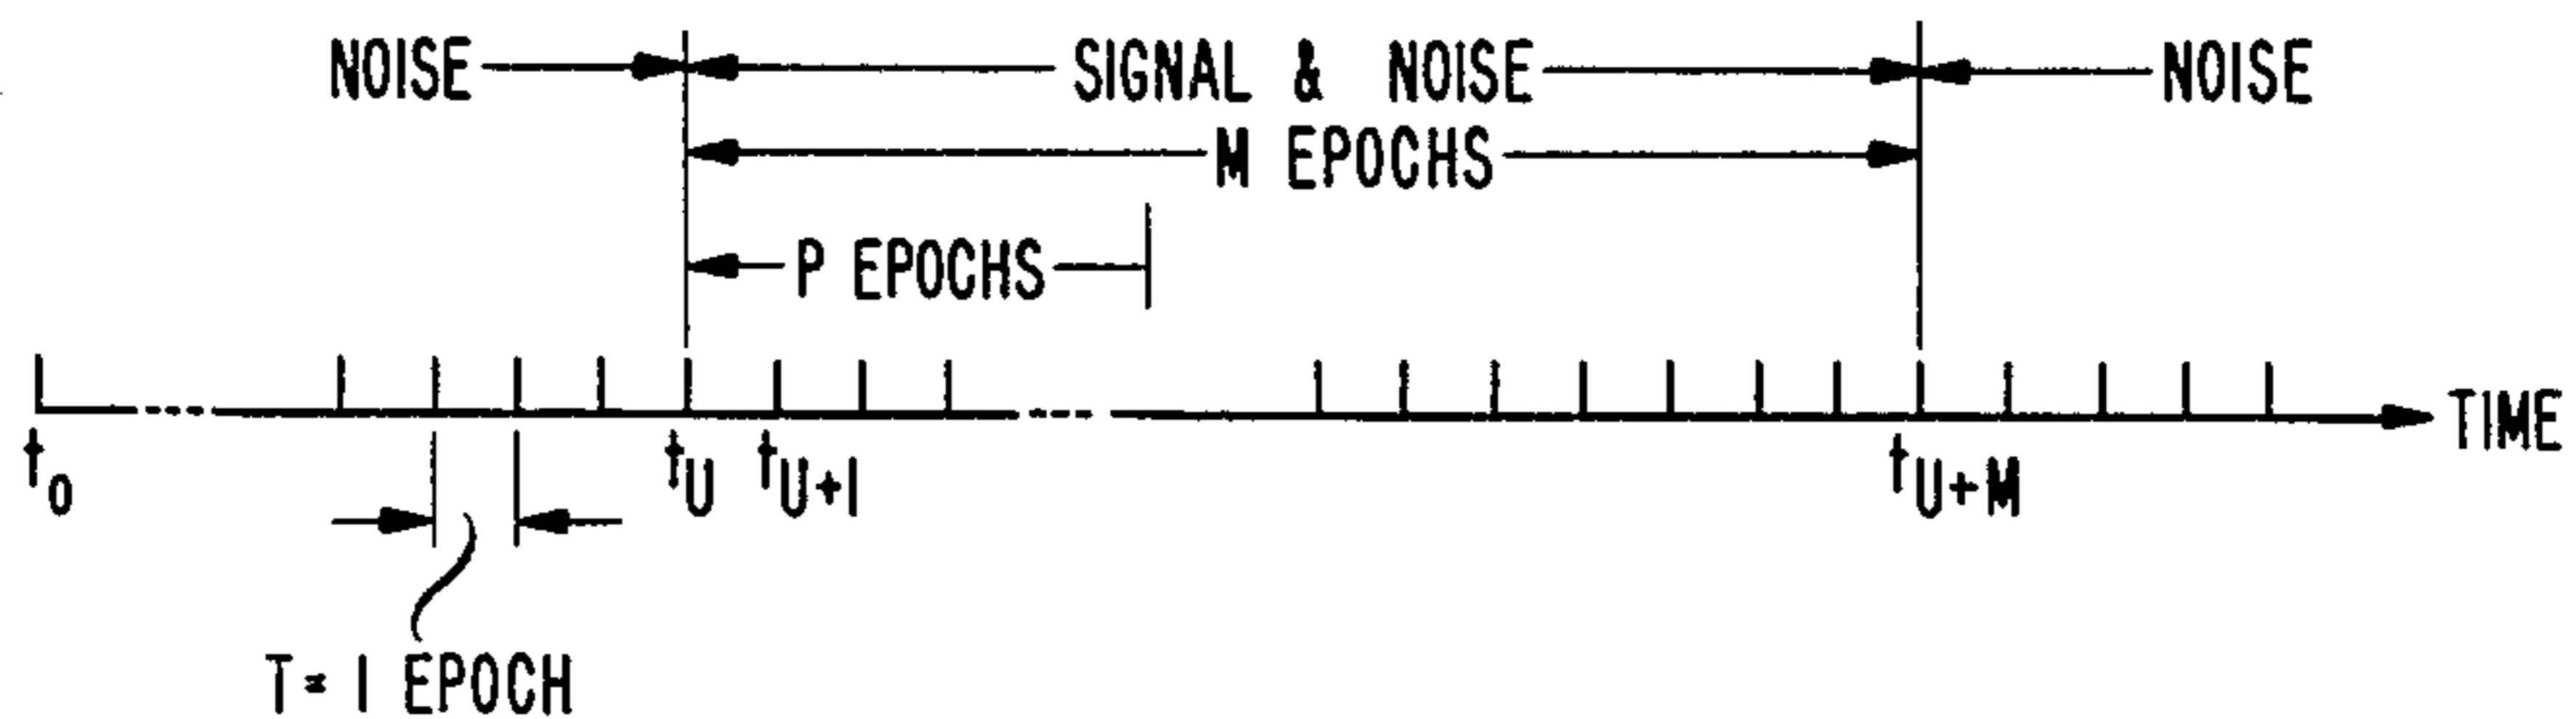 NOISE SIGNAL & NOISE NOISE
M EPOCHS
P EPOCHS
TIME
t0 tU tU+1 tU+M
T=1 EPOCH